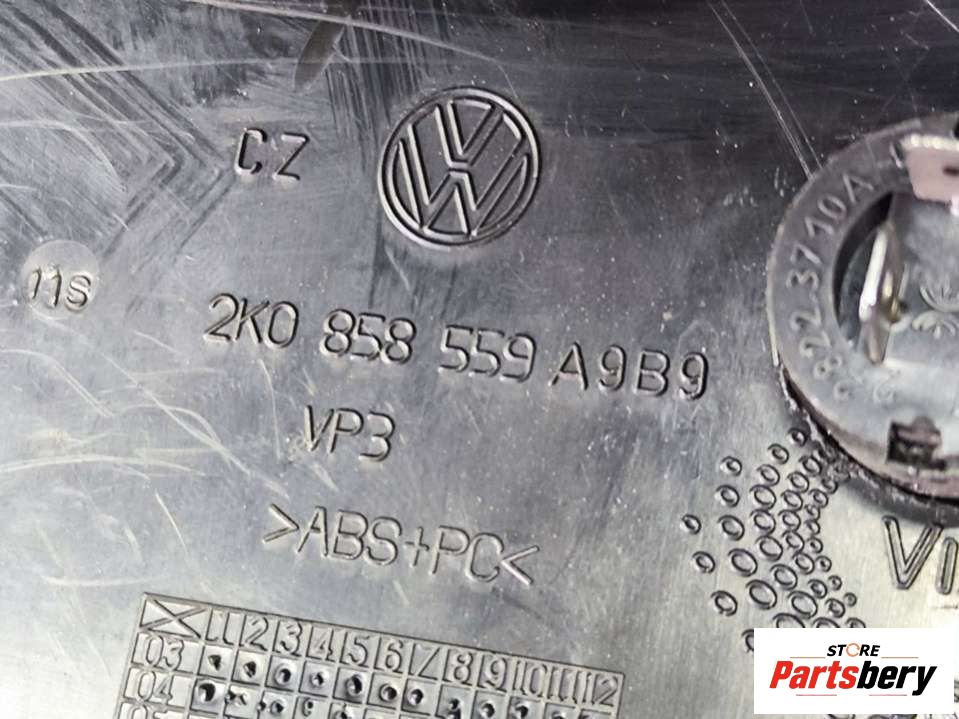 CZ
11S
2K0 858 559 A9B9
VP3
>ABS+PC<
1 2 3 4 5 6 7 8 9 10 11 12
03
04
STORE
Partsbery